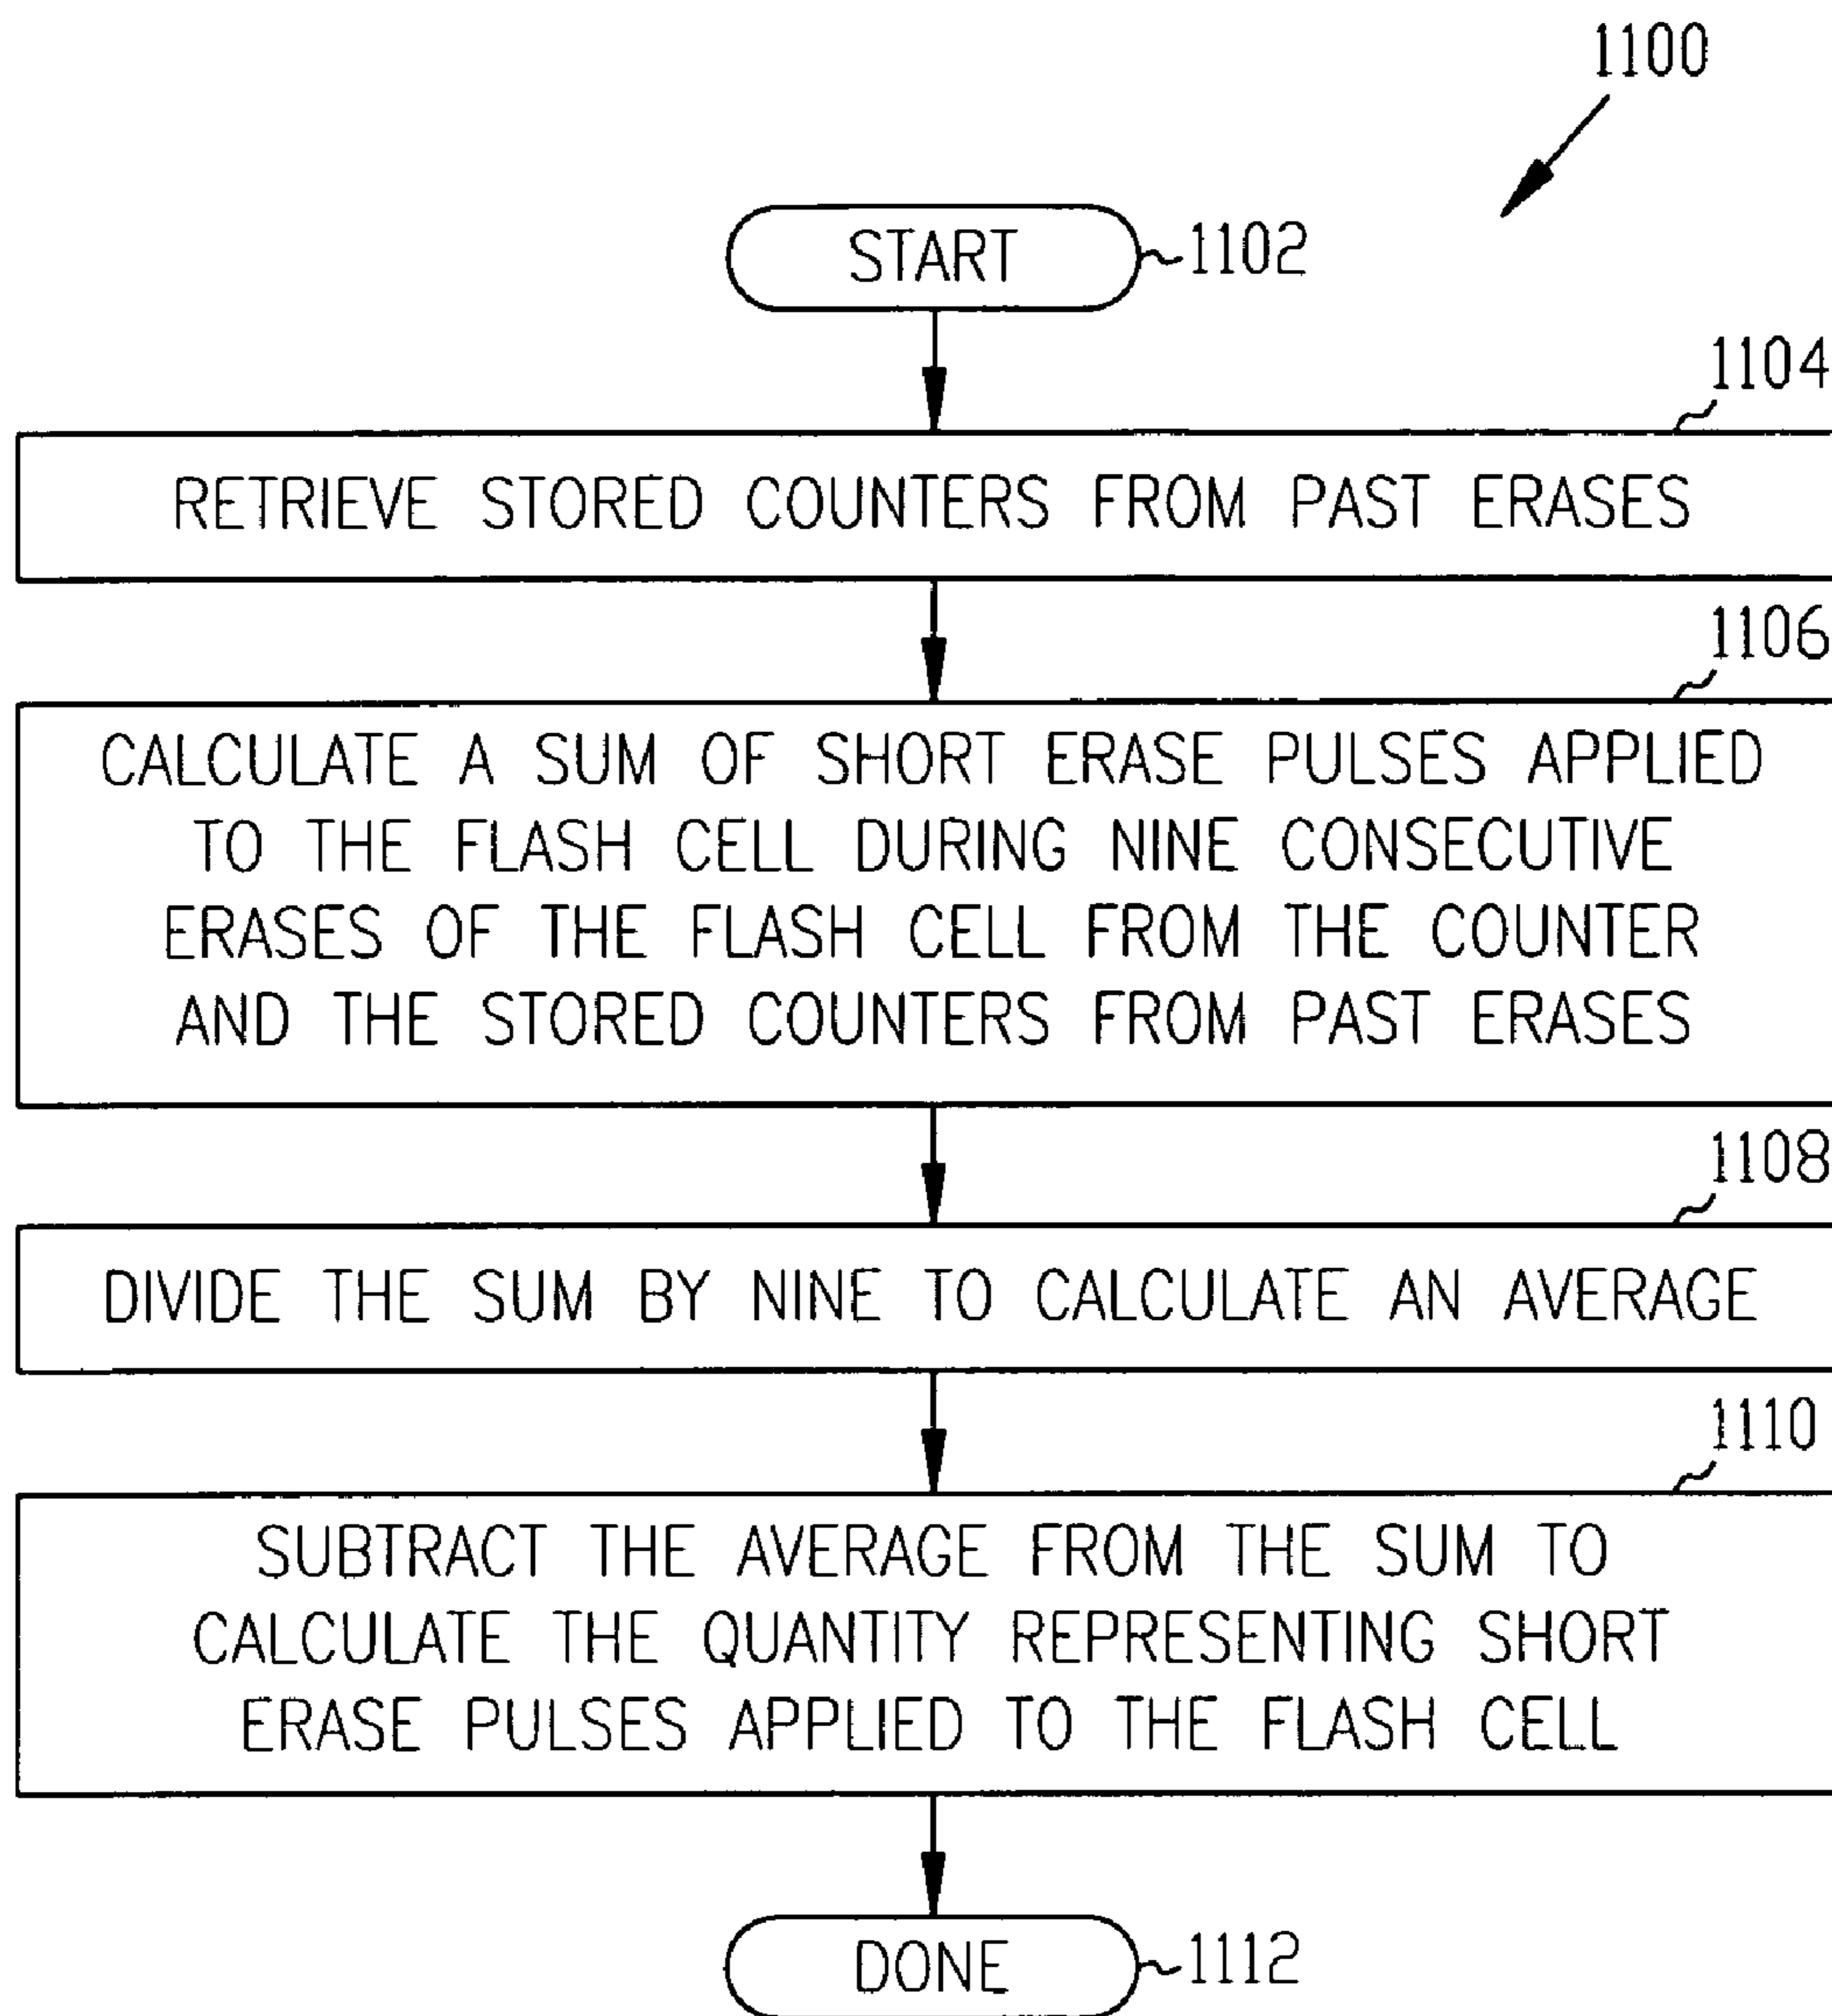 1100
START
1102
1104
RETRIEVE STORED COUNTERS FROM PAST ERASES
1106
CALCULATE A SUM OF SHORT ERASE PULSES APPLIED
TO THE FLASH CELL DURING NINE CONSECUTIVE
ERASES OF THE FLASH CELL FROM THE COUNTER
AND THE STORED COUNTERS FROM PAST ERASES
1108
DIVIDE THE SUM BY NINE TO CALCULATE AN AVERAGE
1110
SUBTRACT THE AVERAGE FROM THE SUM TO
CALCULATE THE QUANTITY REPRESENTING SHORT
ERASE PULSES APPLIED TO THE FLASH CELL
DONE
1112